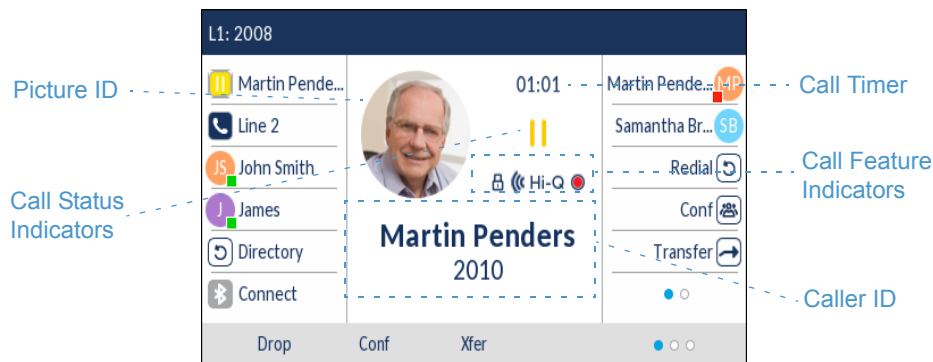 L1: 2008
Picture ID
Call Status
Indicators
Martin Pende...
Line 2
JS
John Smith
J
James
Directory
Connect
01:01
Hi-Q
Martin Penders
2010
Martin Pende...
MP
Samantha Br...
SB
Redial
Conf
Transfer
Call Timer
Call Feature
Indicators
Caller ID
Drop
Conf
Xfer